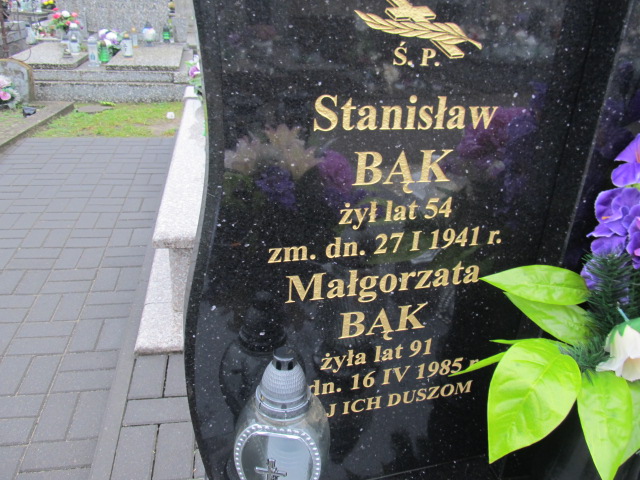 Ś. P.
Stanisław
BĄK
żył lat 54
zm. dn. 27 I 1941 r.
Małgorzata
BĄK
żyła lat 91
dn. 16 IV 1985 r
J ICH DUSZOM